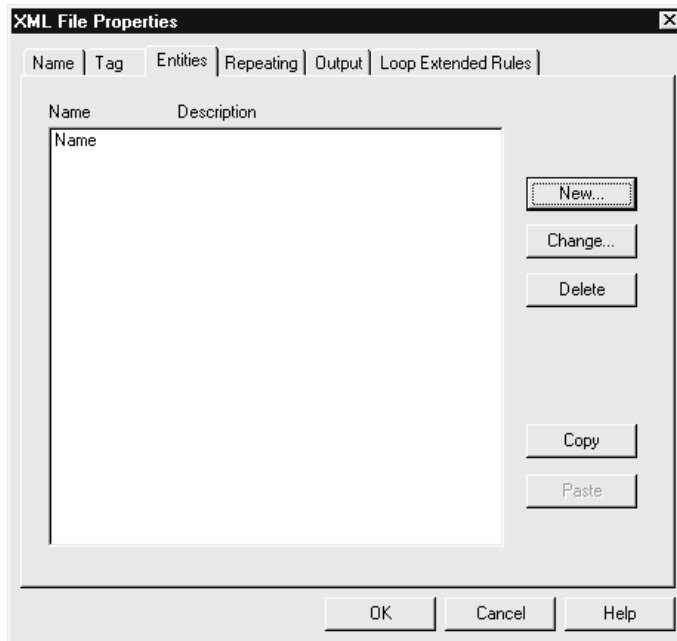 XML File Properties
Name Tag Entities Repeating Output Loop Extended Rules
Name Description
Name
New...
Change...
Delete
Copy
Paste
OK Cancel Help